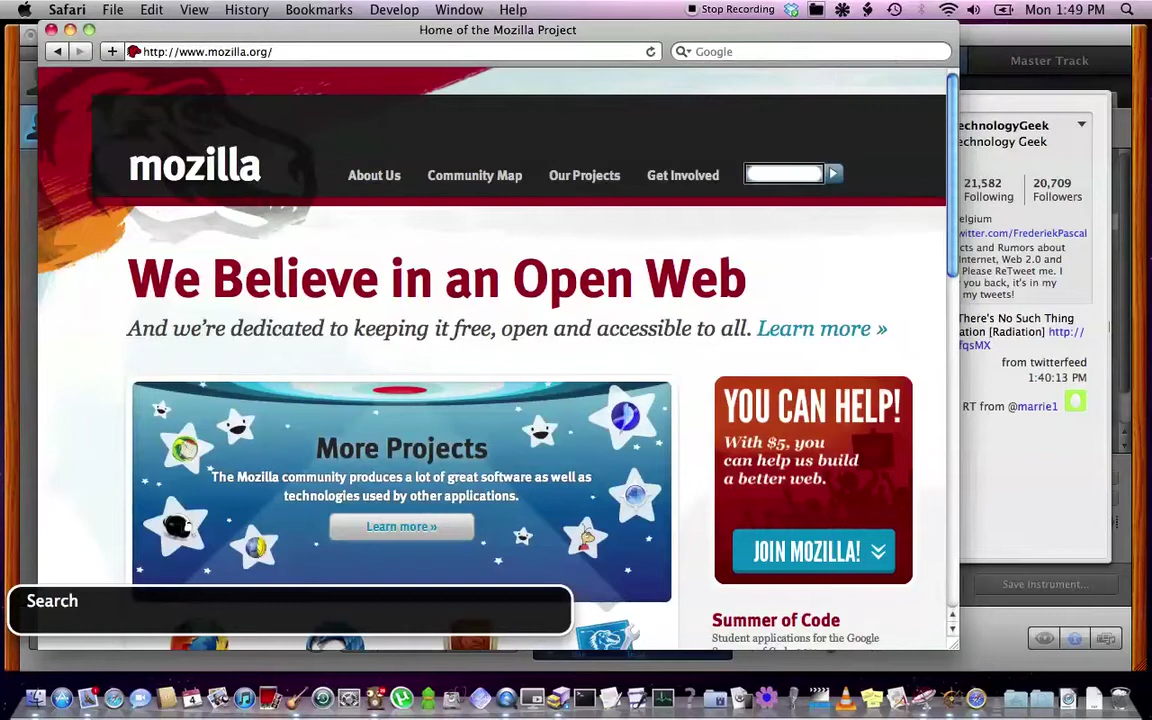 Safari File Edit View History Bookmarks Develop Window Help
Stop Recording
Mon 1:49 PM
Home of the Mozilla Project
http://www.mozilla.org/
Google
Master Track
mozilla
About Us
Community Map
Our Projects
Get Involved
We Believe in an Open Web
And we're dedicated to keeping it free, open and accessible to all. Learn more »
More Projects
The Mozilla community produces a lot of great software as well as
technologies used by other applications.
Learn more »
YOU CAN HELP!
With $5, you
can help us build
a better web.
JOIN MOZILLA!
Summer of Code
Student applications for the Google
echnologyGeek
echnology Geek
21,582
Following
20,709
Followers
elgium
witter.com/FrederiekPascal
cts and Rumors about
Internet, Web 2.0 and
Please ReTweet me. I
you back, it's in my
my tweets!
There's No Such Thing
ation [Radiation] http://
fqsMX
from twitterfeed
1:40:13 PM
RT from @marrie1
Save Instrument...
Search